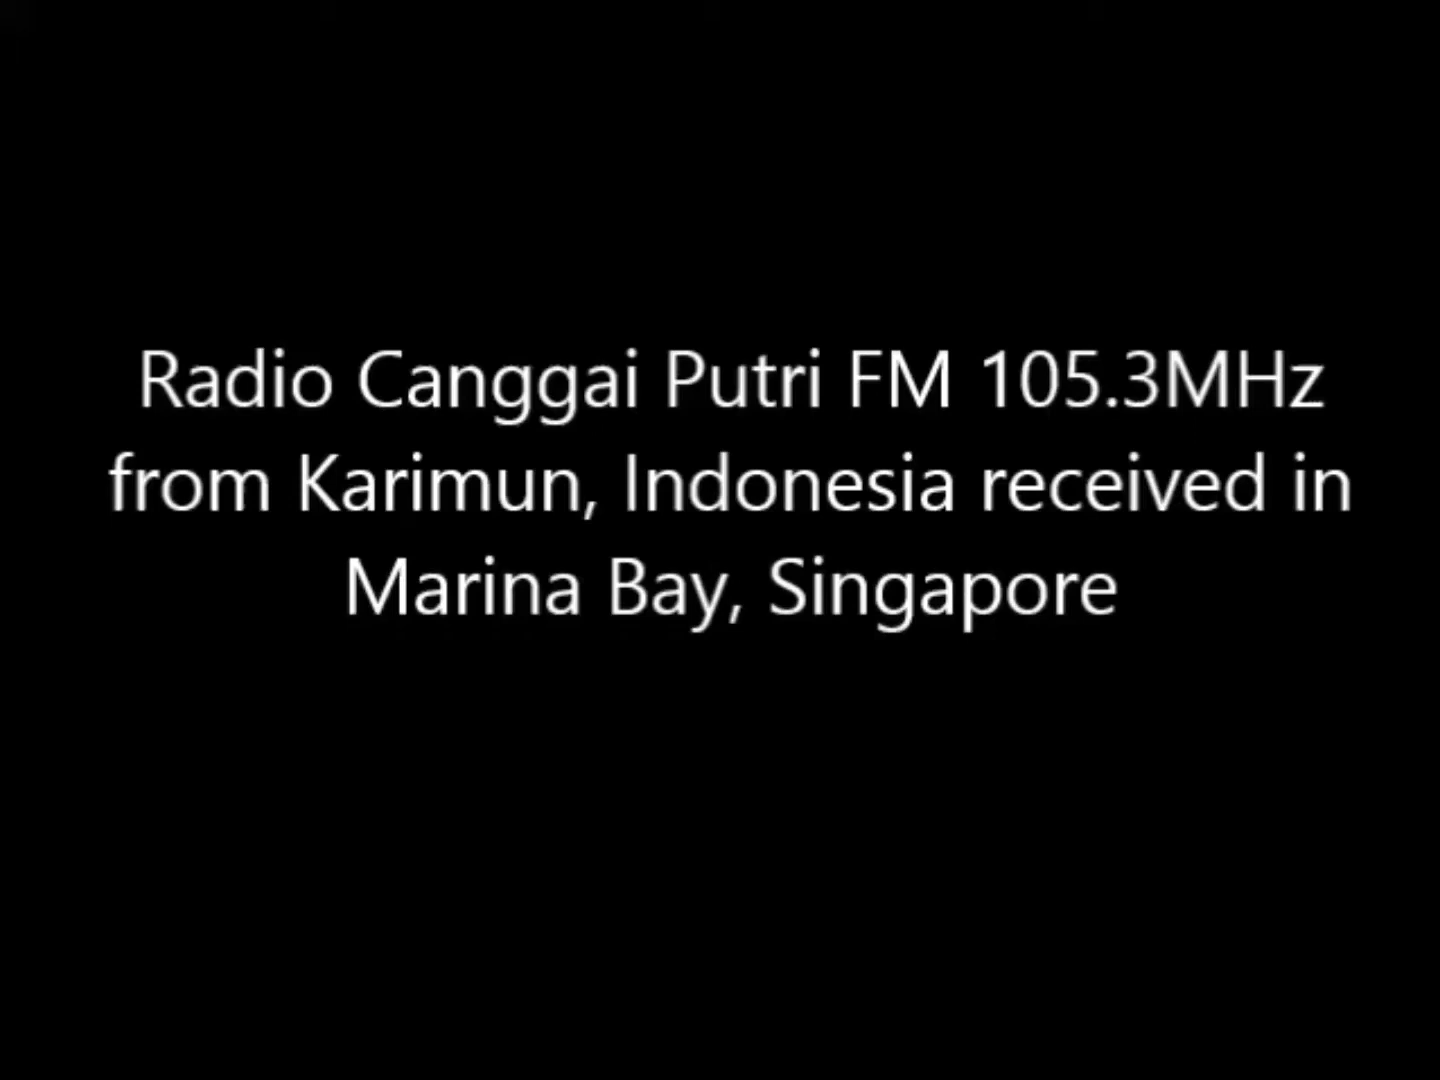 Radio Canggai Putri FM 105.3MHz
from Karimun, Indonesia received in
Marina Bay, Singapore